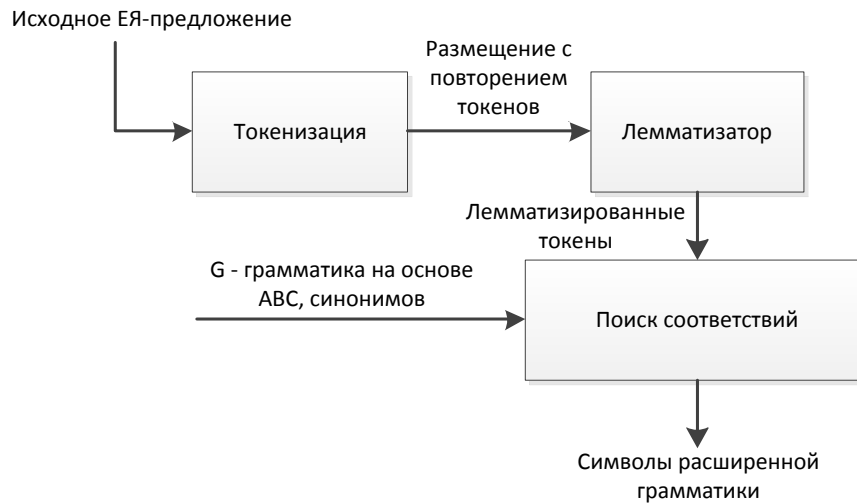 Исходное ЕЯ-предложение
Размещение с
повторением
токенов
Токенизация
Лемматизатор
Лемматизированные
токены
G - грамматика на основе
АВС, синонимов
Поиск соответствий
Символы расширенной
грамматики